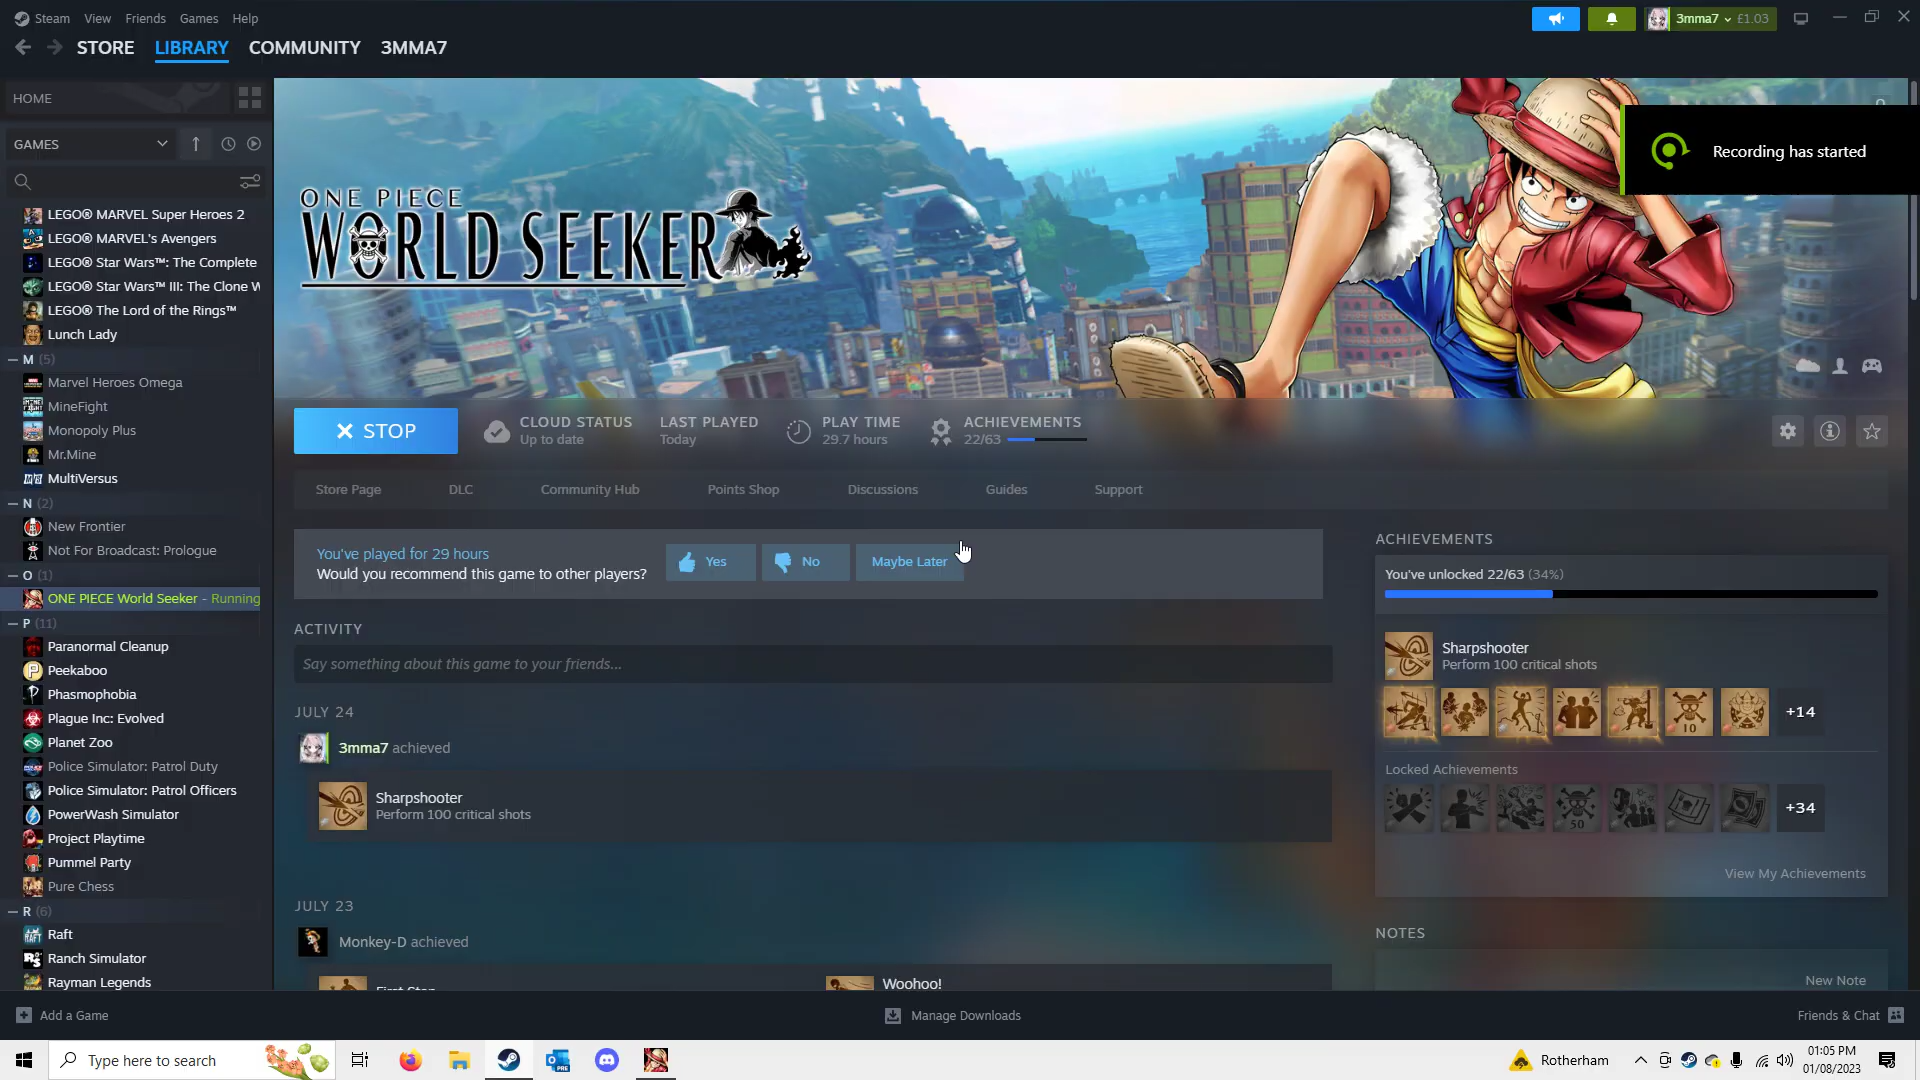 Steam View Friends Games Help
3mma7 £1.03
STORE LIBRARY COMMUNITY 3MMA7
HOME
GAMES
Recording has started
ONE PIECE
WORLD SEEKER
LEGO® MARVEL Super Heroes 2
LEGO® MARVEL's Avengers
LEGO® Star Wars™: The Complete
LEGO® Star Wars™ III: The Clone W
LEGO® The Lord of the Rings™
Lunch Lady
M (5)
Marvel Heroes Omega
MineFight
Monopoly Plus
Mr.Mine
MultiVersus
N (2)
New Frontier
Not For Broadcast: Prologue
O (1)
ONE PIECE World Seeker - Running
P (11)
Paranormal Cleanup
Peekaboo
Phasmophobia
Plague Inc: Evolved
Planet Zoo
Police Simulator: Patrol Duty
Police Simulator: Patrol Officers
PowerWash Simulator
Project Playtime
Pummel Party
Pure Chess
R (6)
Raft
Ranch Simulator
Rayman Legends
STOP
CLOUD STATUS
Up to date
LAST PLAYED
Today
PLAY TIME
29.7 hours
ACHIEVEMENTS
22/63
Store Page DLC Community Hub Points Shop Discussions Guides Support
You've played for 29 hours
Would you recommend this game to other players?
Yes No Maybe Later
ACTIVITY
Say something about this game to your friends...
JULY 24
3mma7 achieved
Sharpshooter
Perform 100 critical shots
JULY 23
Monkey-D achieved
Woohoo!
ACHIEVEMENTS
You've unlocked 22/63 (34%)
Sharpshooter
Perform 100 critical shots
10
+14
Locked Achievements
50
+34
View My Achievements
NOTES
New Note
Add a Game
Manage Downloads
Friends & Chat
Type here to search
PRE
Rotherham
01:05 PM
01/08/2023